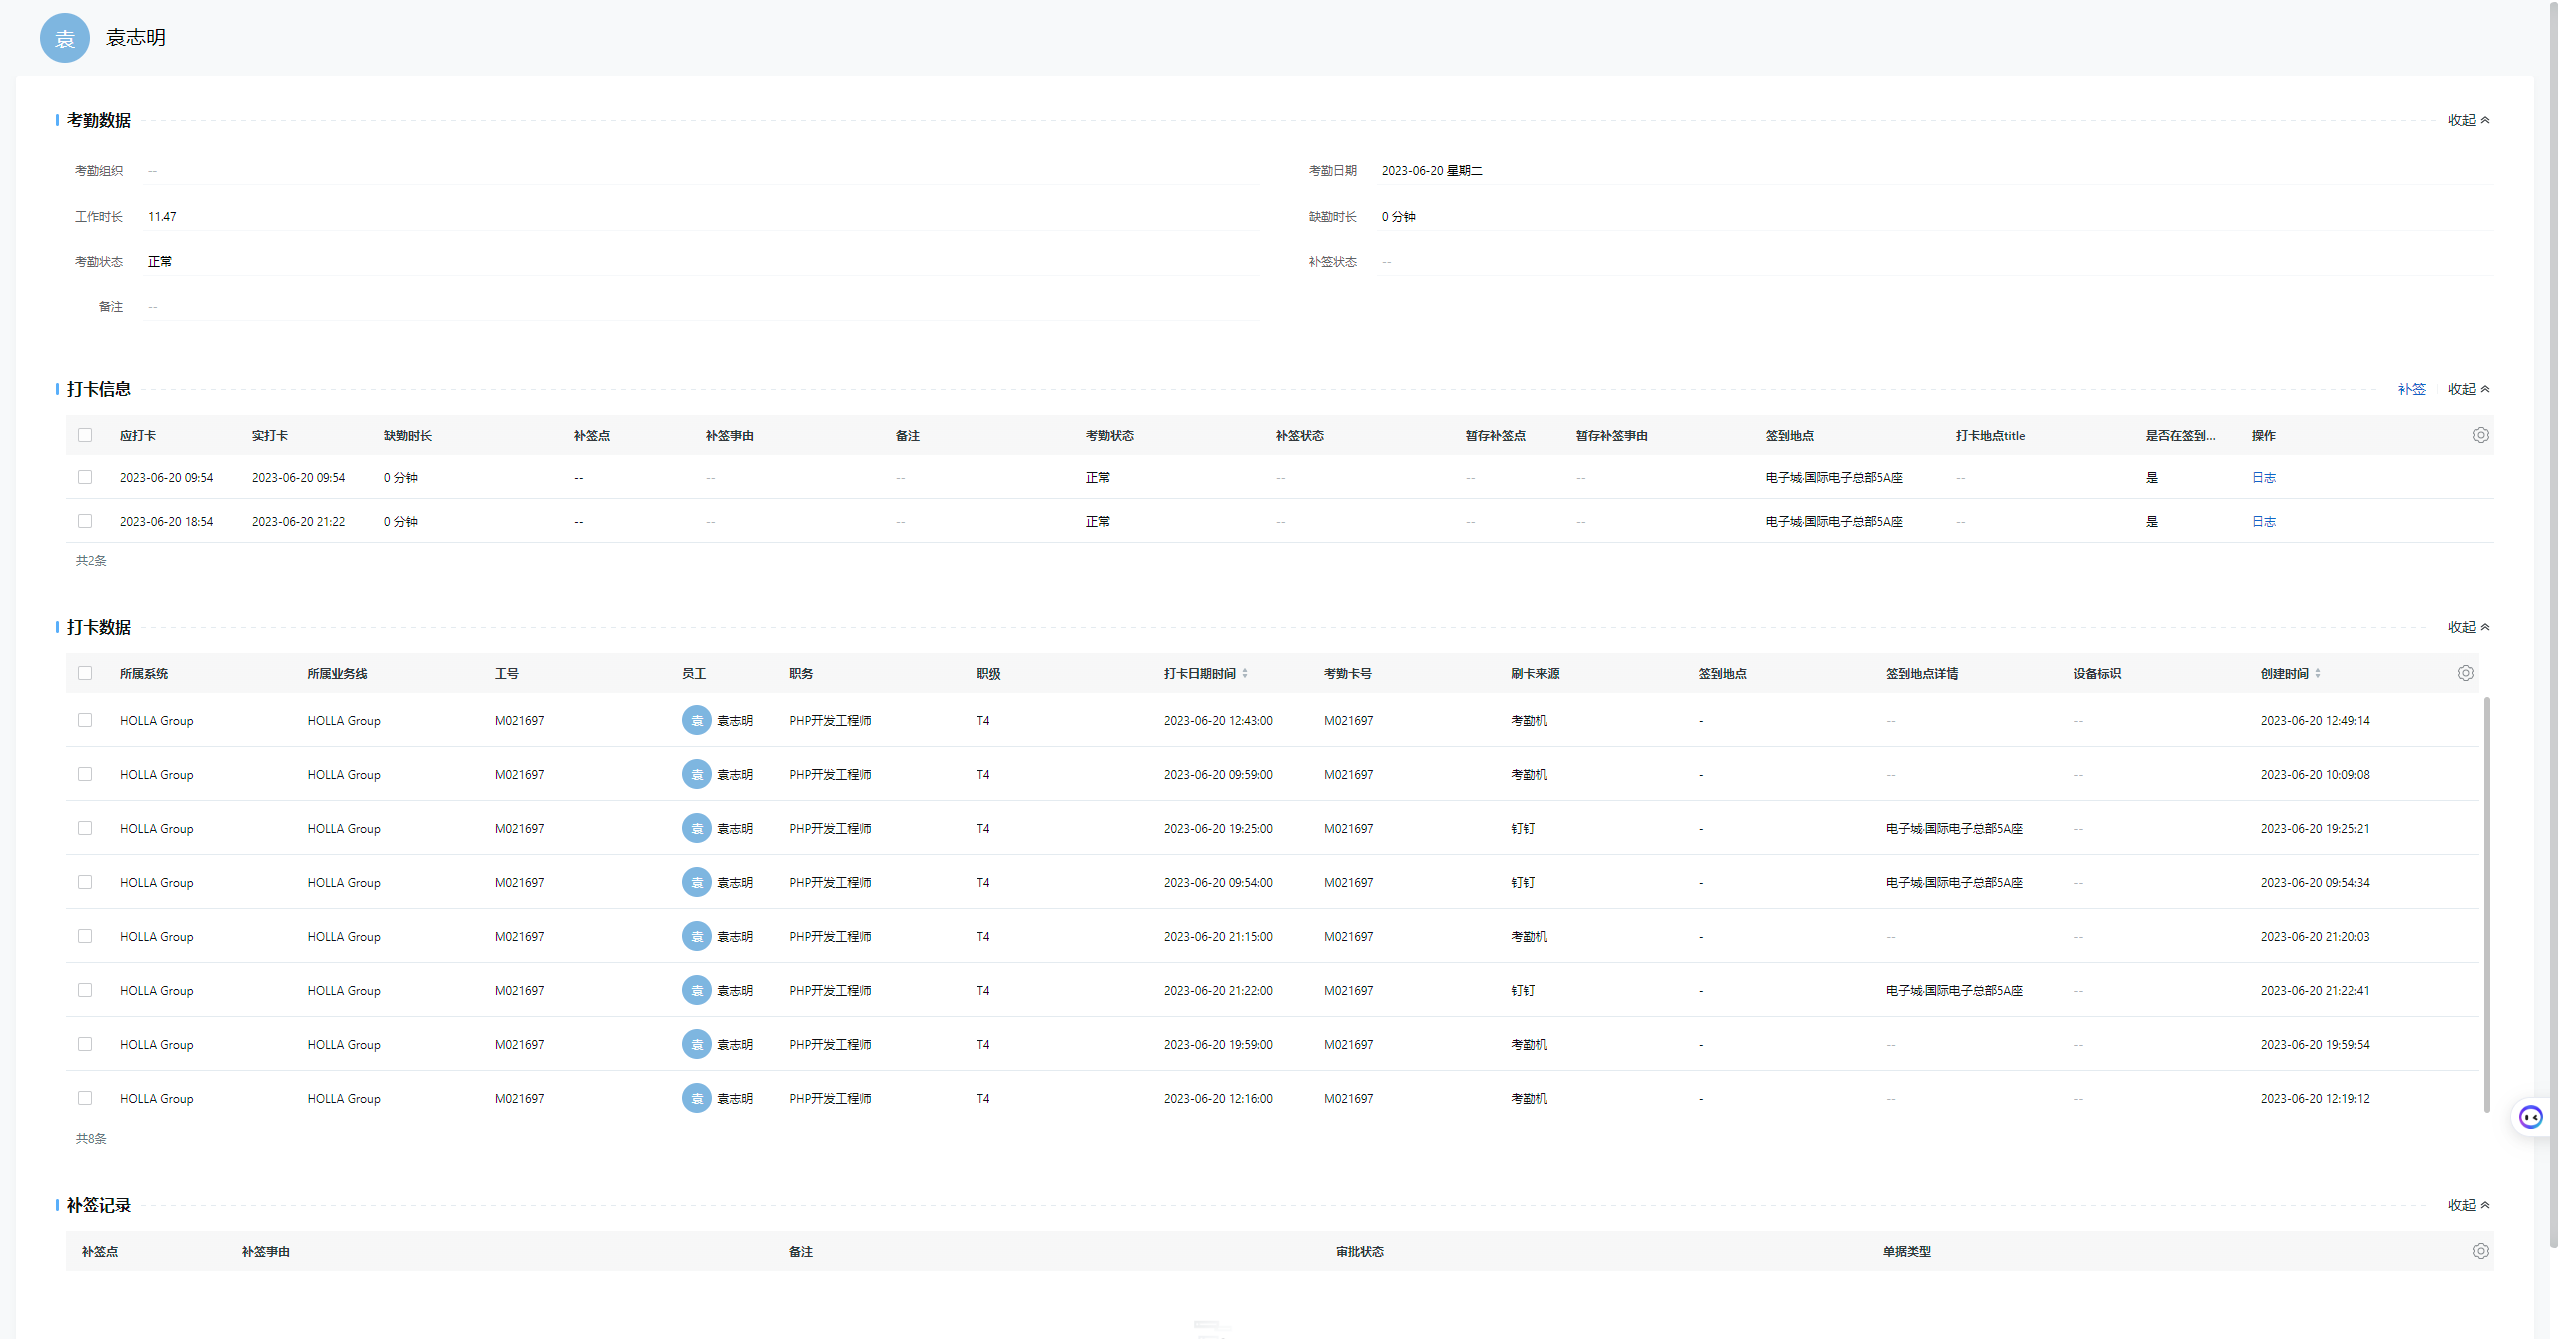 袁 袁志明
考勤数据 收起
考勤组织 -- 考勤日期 2023-06-20 星期二
工作时长 11.47 缺勤时长 0 分钟
考勤状态 正常 补签状态 --
备注 --
打卡信息 补签 收起
应打卡 实打卡 缺勤时长 补签点 补签事由 备注 考勤状态 补签状态 暂存补签点 暂存补签事由 签到地点 打卡地点title 是否在签到... 操作
2023-06-20 09:54 2023-06-20 09:54 0 分钟 -- -- -- 正常 -- -- -- 电子城·国际电子总部5A座 -- 是 日志
2023-06-20 18:54 2023-06-20 21:22 0 分钟 -- -- -- 正常 -- -- -- 电子城·国际电子总部5A座 -- 是 日志
共2条
打卡数据 收起
所属系统 所属业务线 工号 员工 职务 职级 打卡日期时间 考勤卡号 刷卡来源 签到地点 签到地点详情 设备标识 创建时间
HOLLA Group HOLLA Group M021697 袁 袁志明 PHP开发工程师 T4 2023-06-20 12:43:00 M021697 考勤机 - -- -- 2023-06-20 12:49:14
HOLLA Group HOLLA Group M021697 袁 袁志明 PHP开发工程师 T4 2023-06-20 09:59:00 M021697 考勤机 - -- -- 2023-06-20 10:09:08
HOLLA Group HOLLA Group M021697 袁 袁志明 PHP开发工程师 T4 2023-06-20 19:25:00 M021697 钉钉 - 电子城·国际电子总部5A座 -- 2023-06-20 19:25:21
HOLLA Group HOLLA Group M021697 袁 袁志明 PHP开发工程师 T4 2023-06-20 09:54:00 M021697 钉钉 - 电子城·国际电子总部5A座 -- 2023-06-20 09:54:34
HOLLA Group HOLLA Group M021697 袁 袁志明 PHP开发工程师 T4 2023-06-20 21:15:00 M021697 考勤机 - -- -- 2023-06-20 21:20:03
HOLLA Group HOLLA Group M021697 袁 袁志明 PHP开发工程师 T4 2023-06-20 21:22:00 M021697 钉钉 - 电子城·国际电子总部5A座 -- 2023-06-20 21:22:41
HOLLA Group HOLLA Group M021697 袁 袁志明 PHP开发工程师 T4 2023-06-20 19:59:00 M021697 考勤机 - -- -- 2023-06-20 19:59:54
HOLLA Group HOLLA Group M021697 袁 袁志明 PHP开发工程师 T4 2023-06-20 12:16:00 M021697 考勤机 - -- -- 2023-06-20 12:19:12
共8条
补签记录 收起
补签点 补签事由 备注 审批状态 单据类型